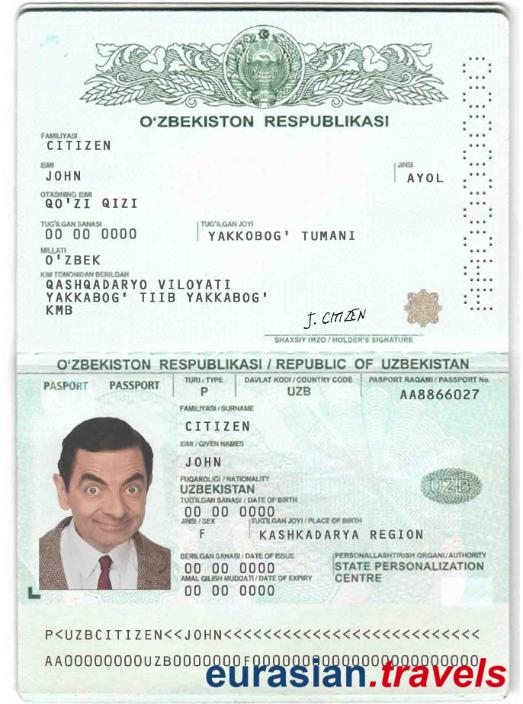 O'ZBEKISTON RESPUBLIKASI
FAMILIYASI
CITIZEN
ISMI
JOHN
JINSI
AYOL
OTASINING ISMI
QO'ZI QIZI
TUG'ILGAN SANASI
00 00 0000
TUG'ILGAN JOYI
YAKKOBOG' TUMANI
MILLATI
O'ZBEK
KIM TOMONIDAN BERILGAN
QASHQADARYO VILOYATI
YAKKABOG' TIIB YAKKABOG'
KMB
J. CITIZEN
SHAXSIY IMZO / HOLDER'S SIGNATURE
O'ZBEKISTON RESPUBLIKASI / REPUBLIC OF UZBEKISTAN
PASPORT PASSPORT
TURI / TYPE
P
DAVLAT KODI / COUNTRY CODE
UZB
PASPORT RAQAMI / PASSPORT No.
AA8866027
FAMILIYASI / SURNAME
CITIZEN
ISMI / GIVEN NAMES
JOHN
FUQAROLIGI / NATIONALITY
UZBEKISTAN
TUG'ILGAN SANASI / DATE OF BIRTH
00 00 0000
JINSI / SEX
F
TUG'ILGAN JOYI / PLACE OF BIRTH
KASHKADARYA REGION
UZB
BERILGAN SANASI / DATE OF ISSUE
00 00 0000
AMAL QILISH MUDDATI / DATE OF EXPIRY
00 00 0000
PERSONALLASHTIRISH ORGANI / AUTHORITY
STATE PERSONALIZATION
CENTRE
P<UZBCITIZEN<<JOHN<<<<<<<<<<<<<<<<<<<<<<<<<<
eurasian.travels